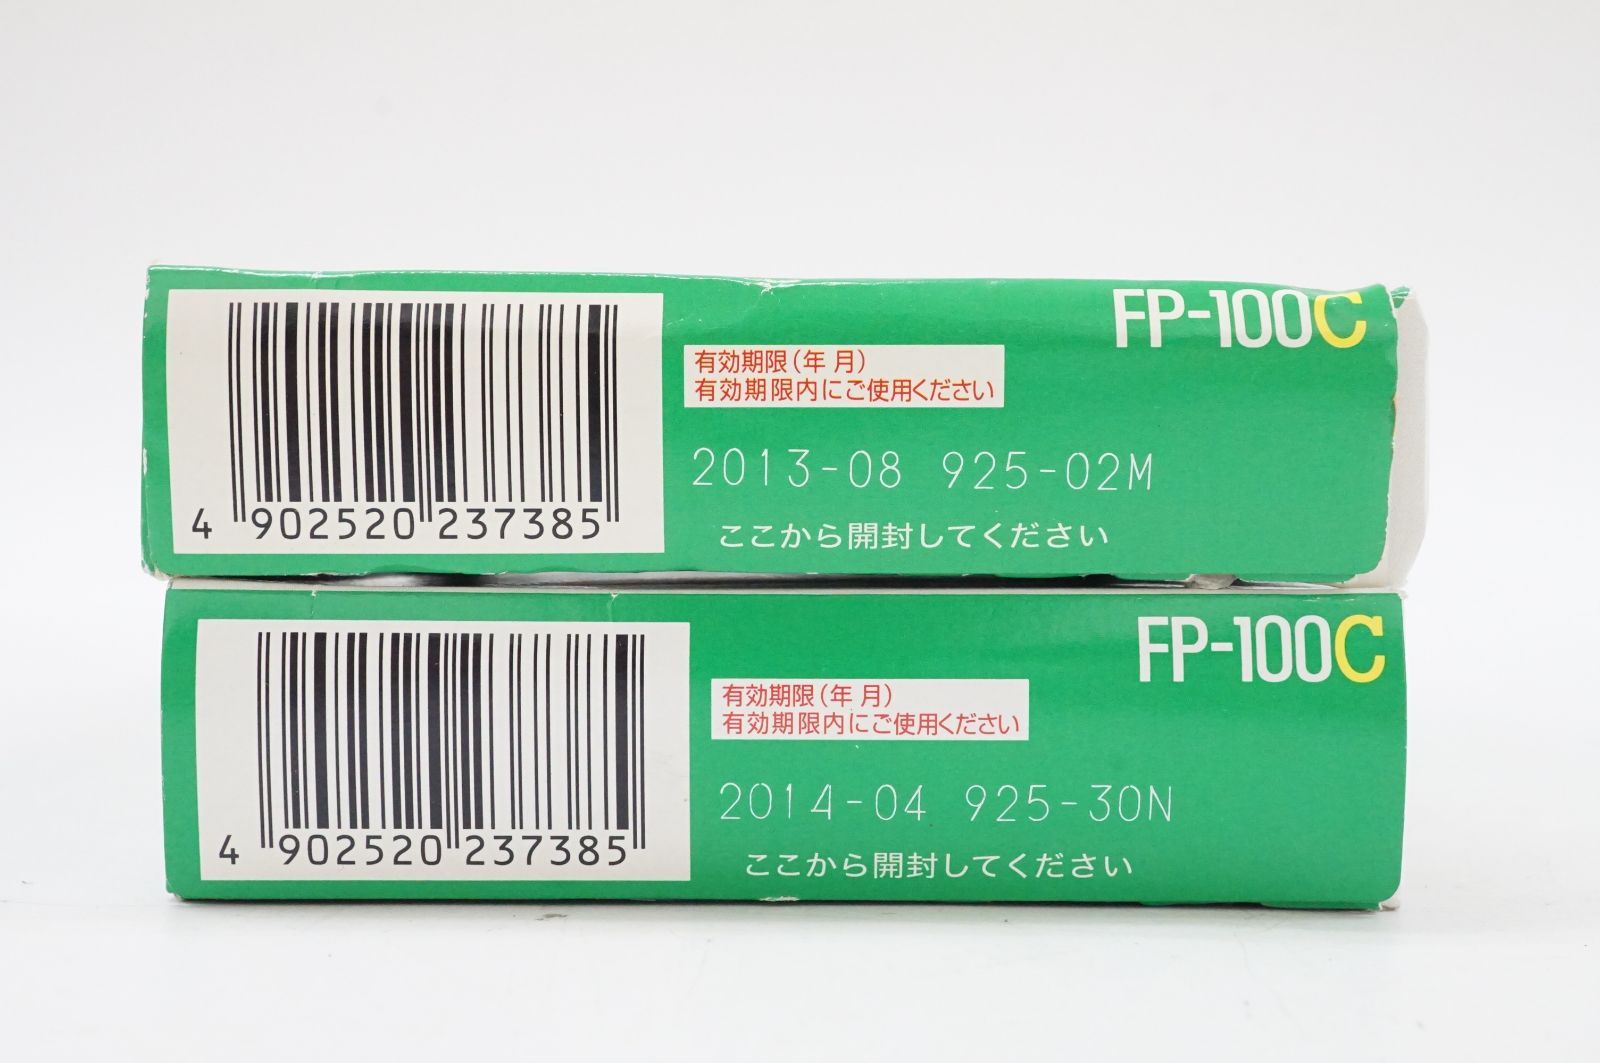 FP-100C
有効期限(年 月)
有効期限内にご使用ください
2013-08 925-02M
4 902520 237385
ここから開封してください
FP-100C
有効期限(年 月)
有効期限内にご使用ください
2014-04 925-30N
4 902520 237385
ここから開封してください